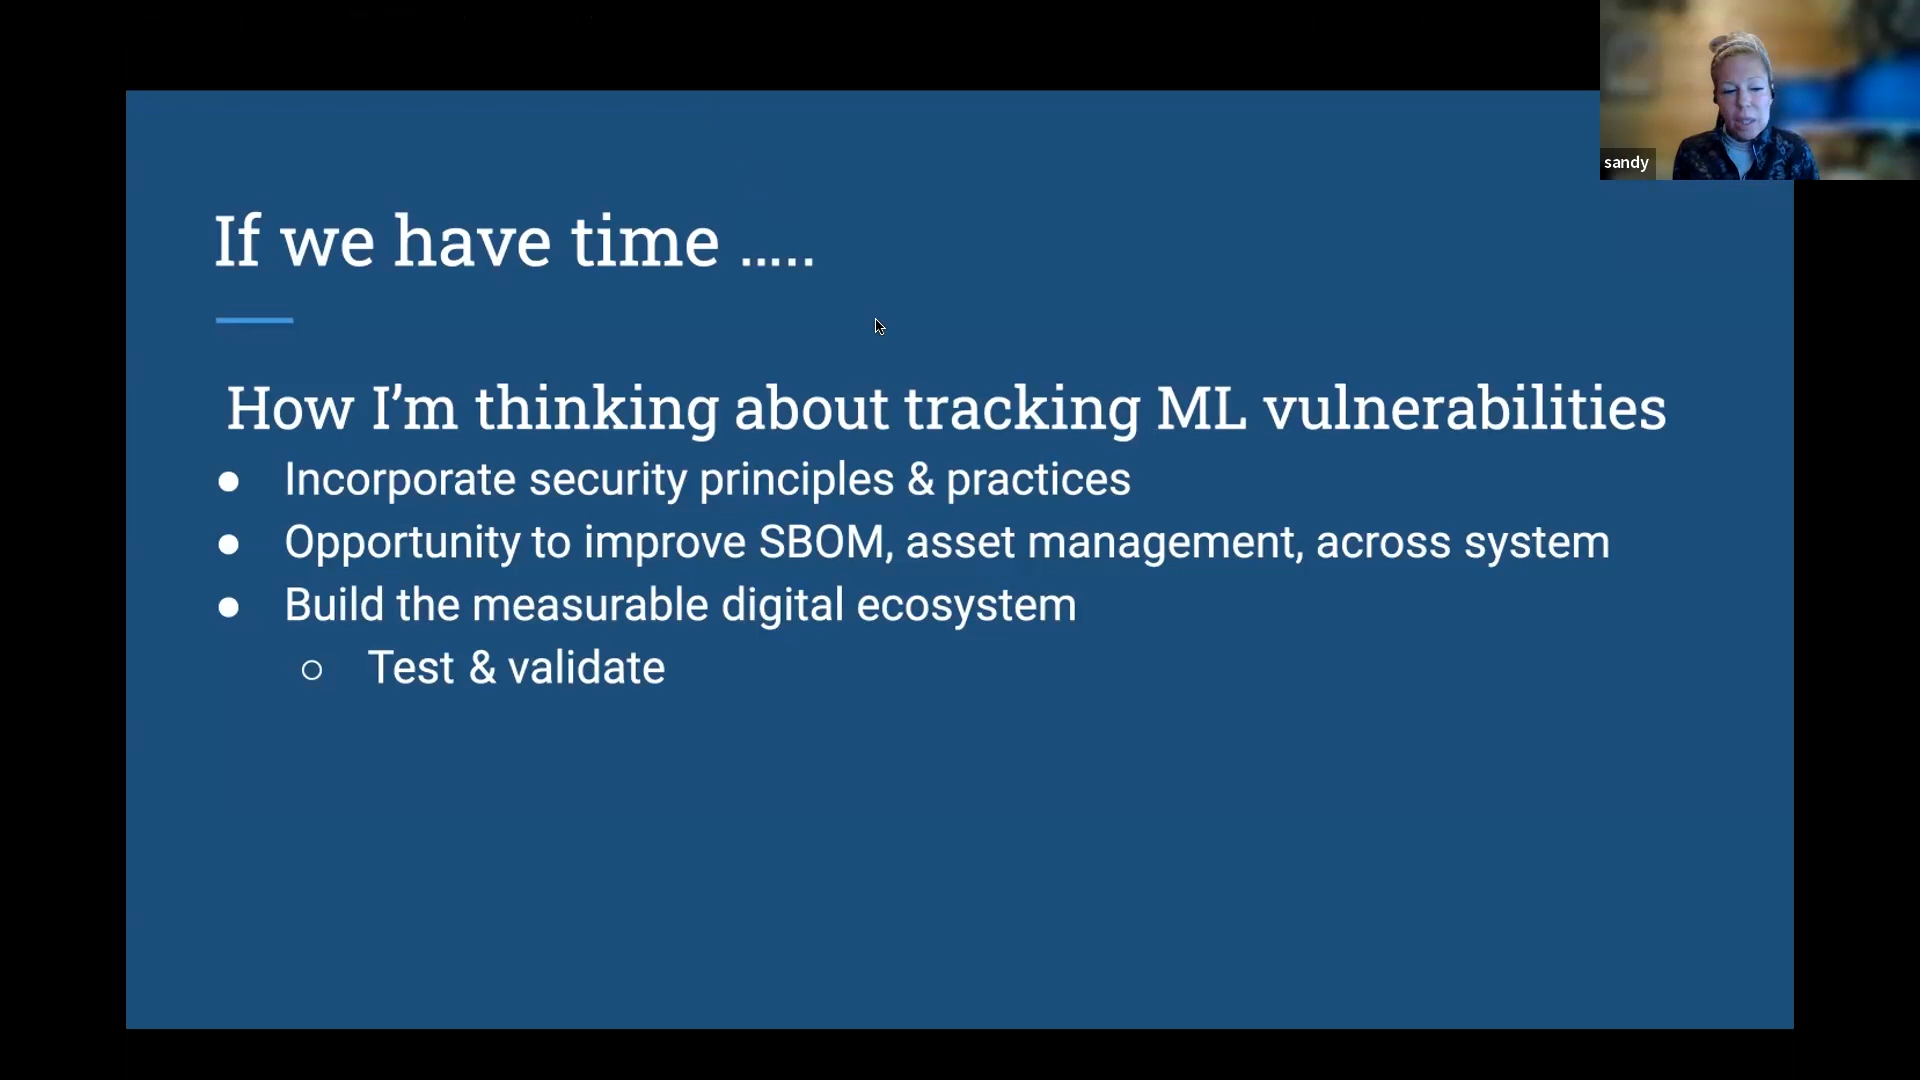 sandy
If we have time .....
How I’m thinking about tracking ML vulnerabilities
● Incorporate security principles & practices
● Opportunity to improve SBOM, asset management, across system
● Build the measurable digital ecosystem
○ Test & validate